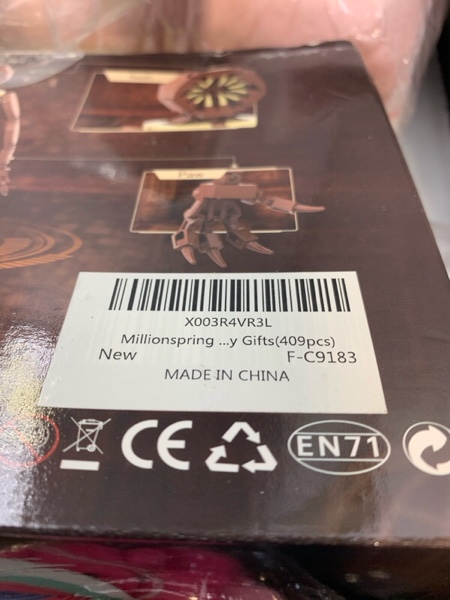 Paw
X003R4VR3L
Millionspring ...y Gifts(409pcs)
New F-C9183
MADE IN CHINA
CE
EN71